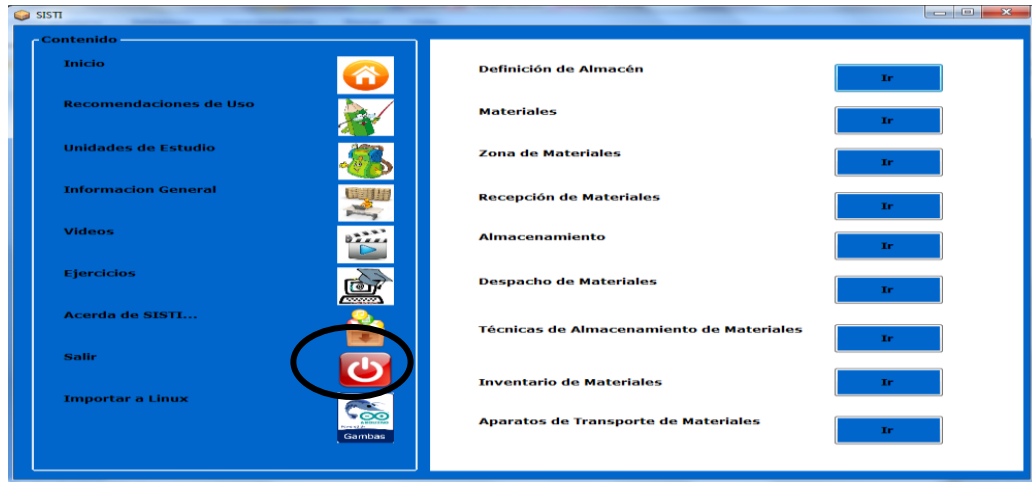 SISTI
Contenido
Inicio
Recomendaciones de Uso
Unidades de Estudio
Informacion General
Videos
Ejercicios
Acerda de SISTI...
Salir
Importar a Linux
Gambas
Definición de Almacén
Ir
Materiales
Ir
Zona de Materiales
Ir
Recepción de Materiales
Ir
Almacenamiento
Ir
Despacho de Materiales
Ir
Técnicas de Almacenamiento de Materiales
Ir
Inventario de Materiales
Ir
Aparatos de Transporte de Materiales
Ir